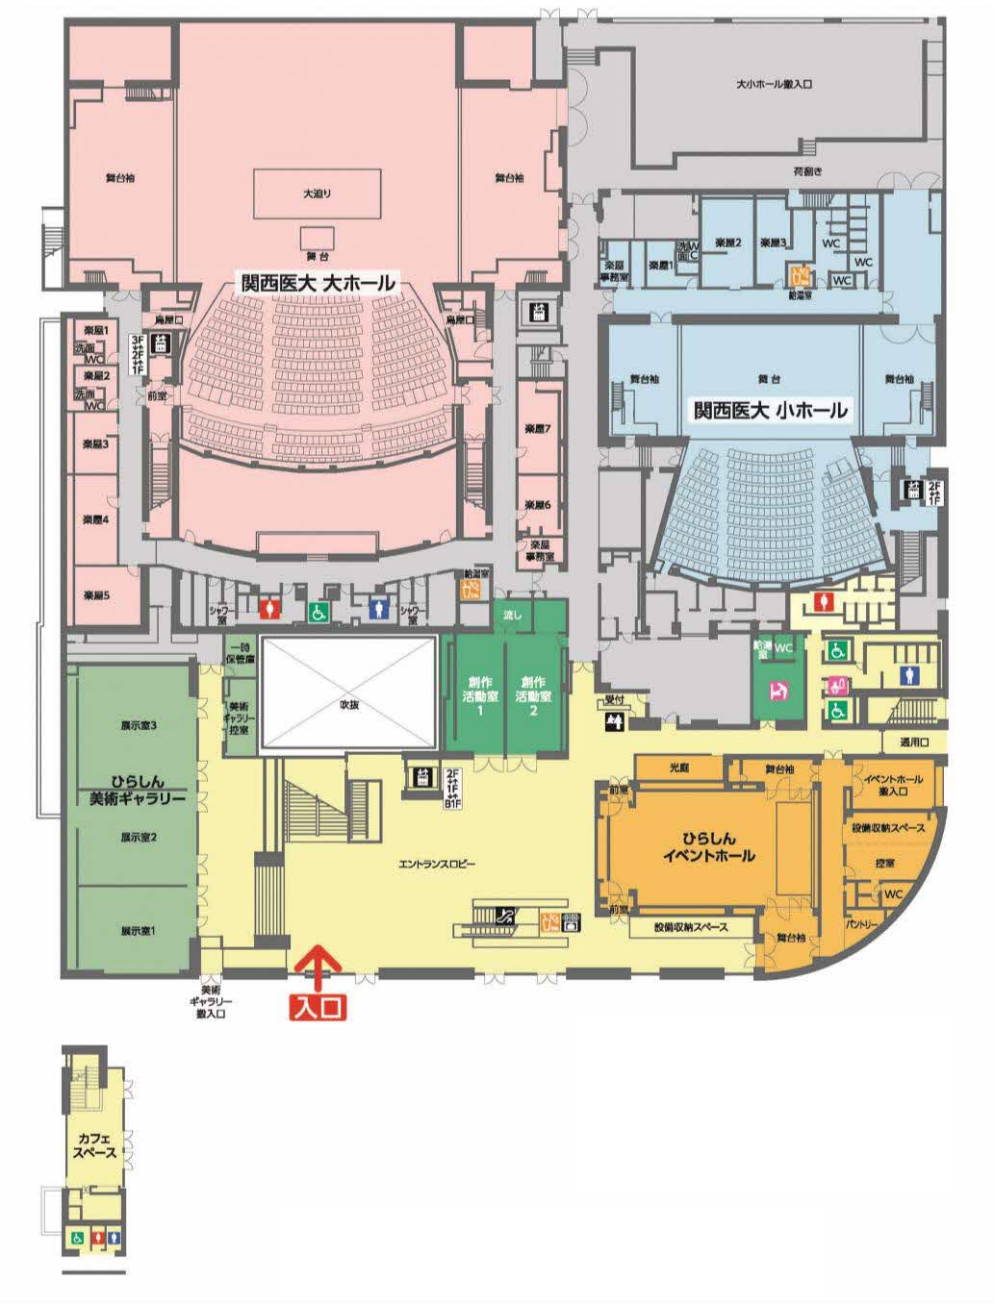 大小ホール搬入口
荷捌き
舞台袖
大迫り
舞台袖
舞台
関西医大 大ホール
鳥屋口
鳥屋口
楽屋1
洗面
WC
楽屋2
洗面
WC
楽屋3
楽屋4
楽屋5
3F
2F
1F
前室
楽屋7
楽屋6
楽屋
事務室
楽屋
事務室
楽屋1
洗面
WC
楽屋2
楽屋3
WC
WC
WC
給湯室
舞台袖
舞台
舞台袖
関西医大 小ホール
2F
1F
シャワー
室
シャワー
室
給湯室
流し
創作
活動室
1
創作
活動室
2
一時
保管庫
美術
ギャラリー
控室
吹抜
展示室3
ひらしん
美術ギャラリー
展示室2
展示室1
2F
1F
B1F
エントランスロビー
受付
給湯
室
WC
通用口
光庭
舞台袖
前室
ひらしん
イベントホール
前室
設備収納スペース
舞台袖
イベントホール
搬入口
設備収納スペース
控室
WC
パントリー
美術
ギャラリー
搬入口
入口
カフェ
スペース